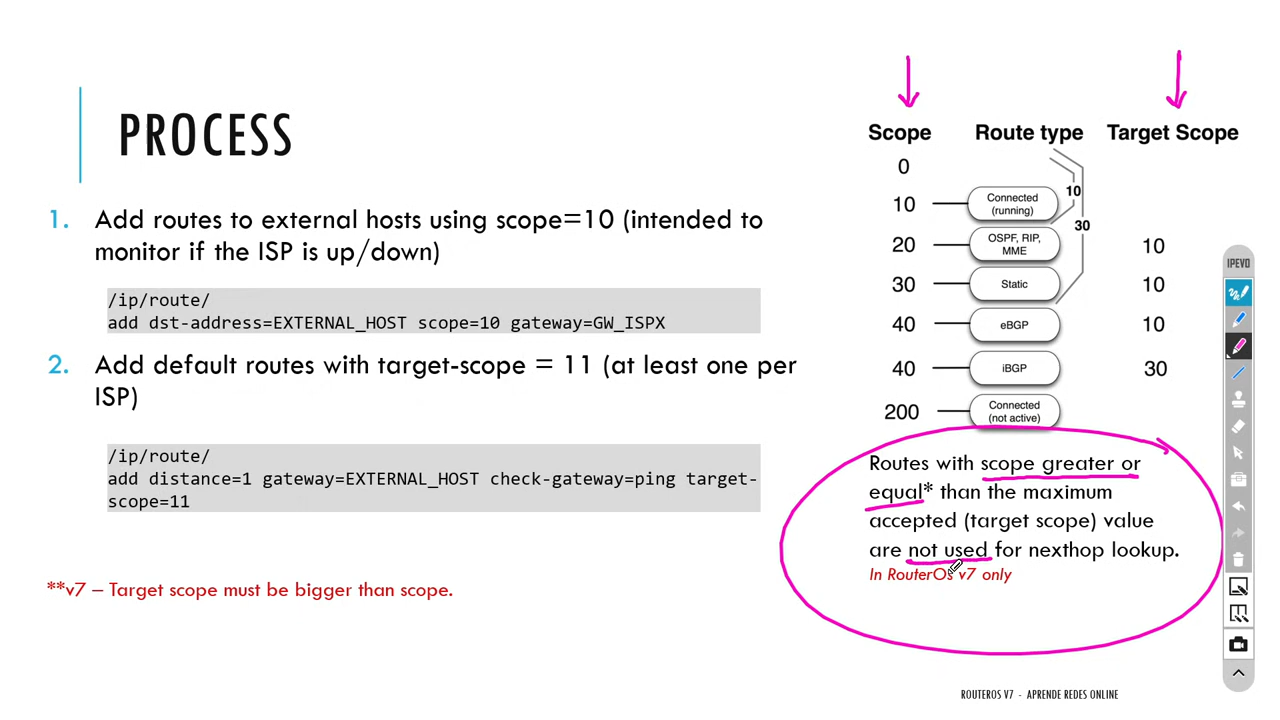 PROCESS
1. Add routes to external hosts using scope=10 (intended to
monitor if the ISP is up/down)
/ip/route/
add dst-address=EXTERNAL_HOST scope=10 gateway=GW_ISPX
2. Add default routes with target-scope = 11 (at least one per
ISP)
/ip/route/
add distance=1 gateway=EXTERNAL_HOST check-gateway=ping target-
scope=11
**v7 – Target scope must be bigger than scope.
Scope Route type Target Scope
0
10 Connected
(running)
10
20 OSPF, RIP,
MME
30
10
30 Static 10
40 eBGP 10
40 iBGP 30
200 Connected
(not active)
Routes with scope greater or
equal* than the maximum
accepted (target scope) value
are not used for nexthop lookup.
In RouterOs v7 only
IPEVO
ROUTEROS V7 - APRENDE REDES ONLINE